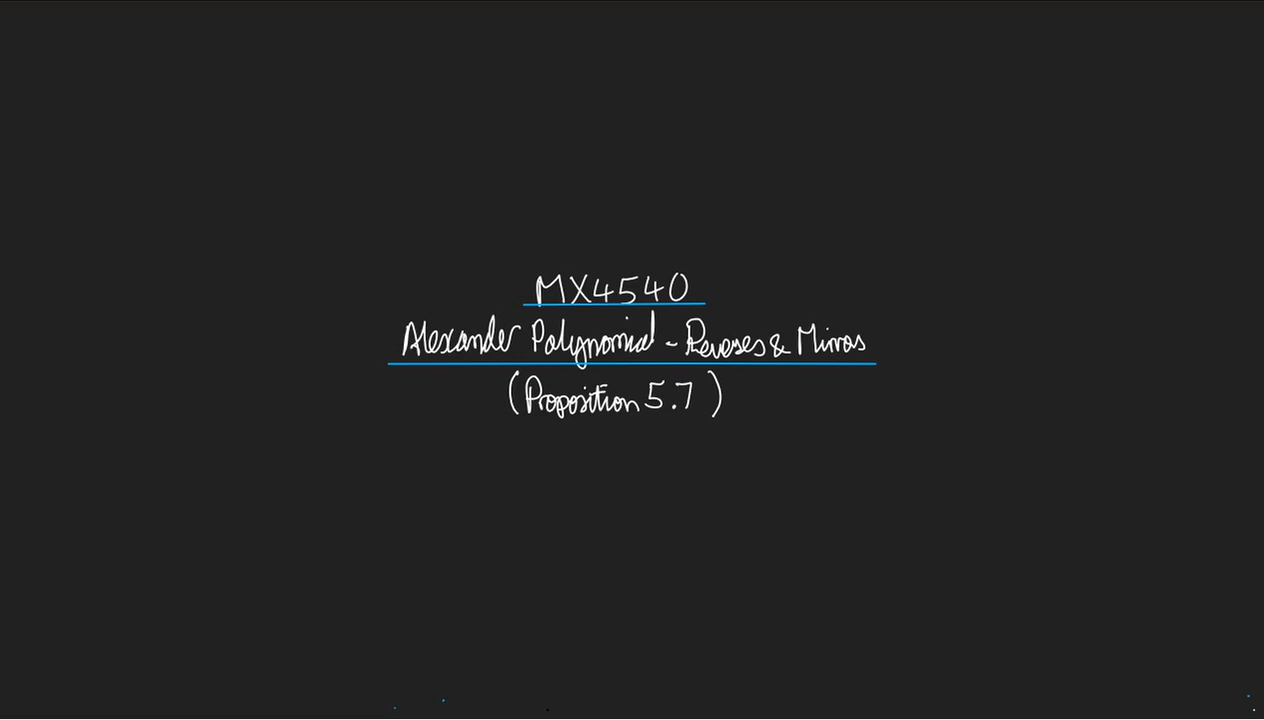 MX4540
Alexander Polynomial - Reverses & Mirrors
(Proposition 5.7)